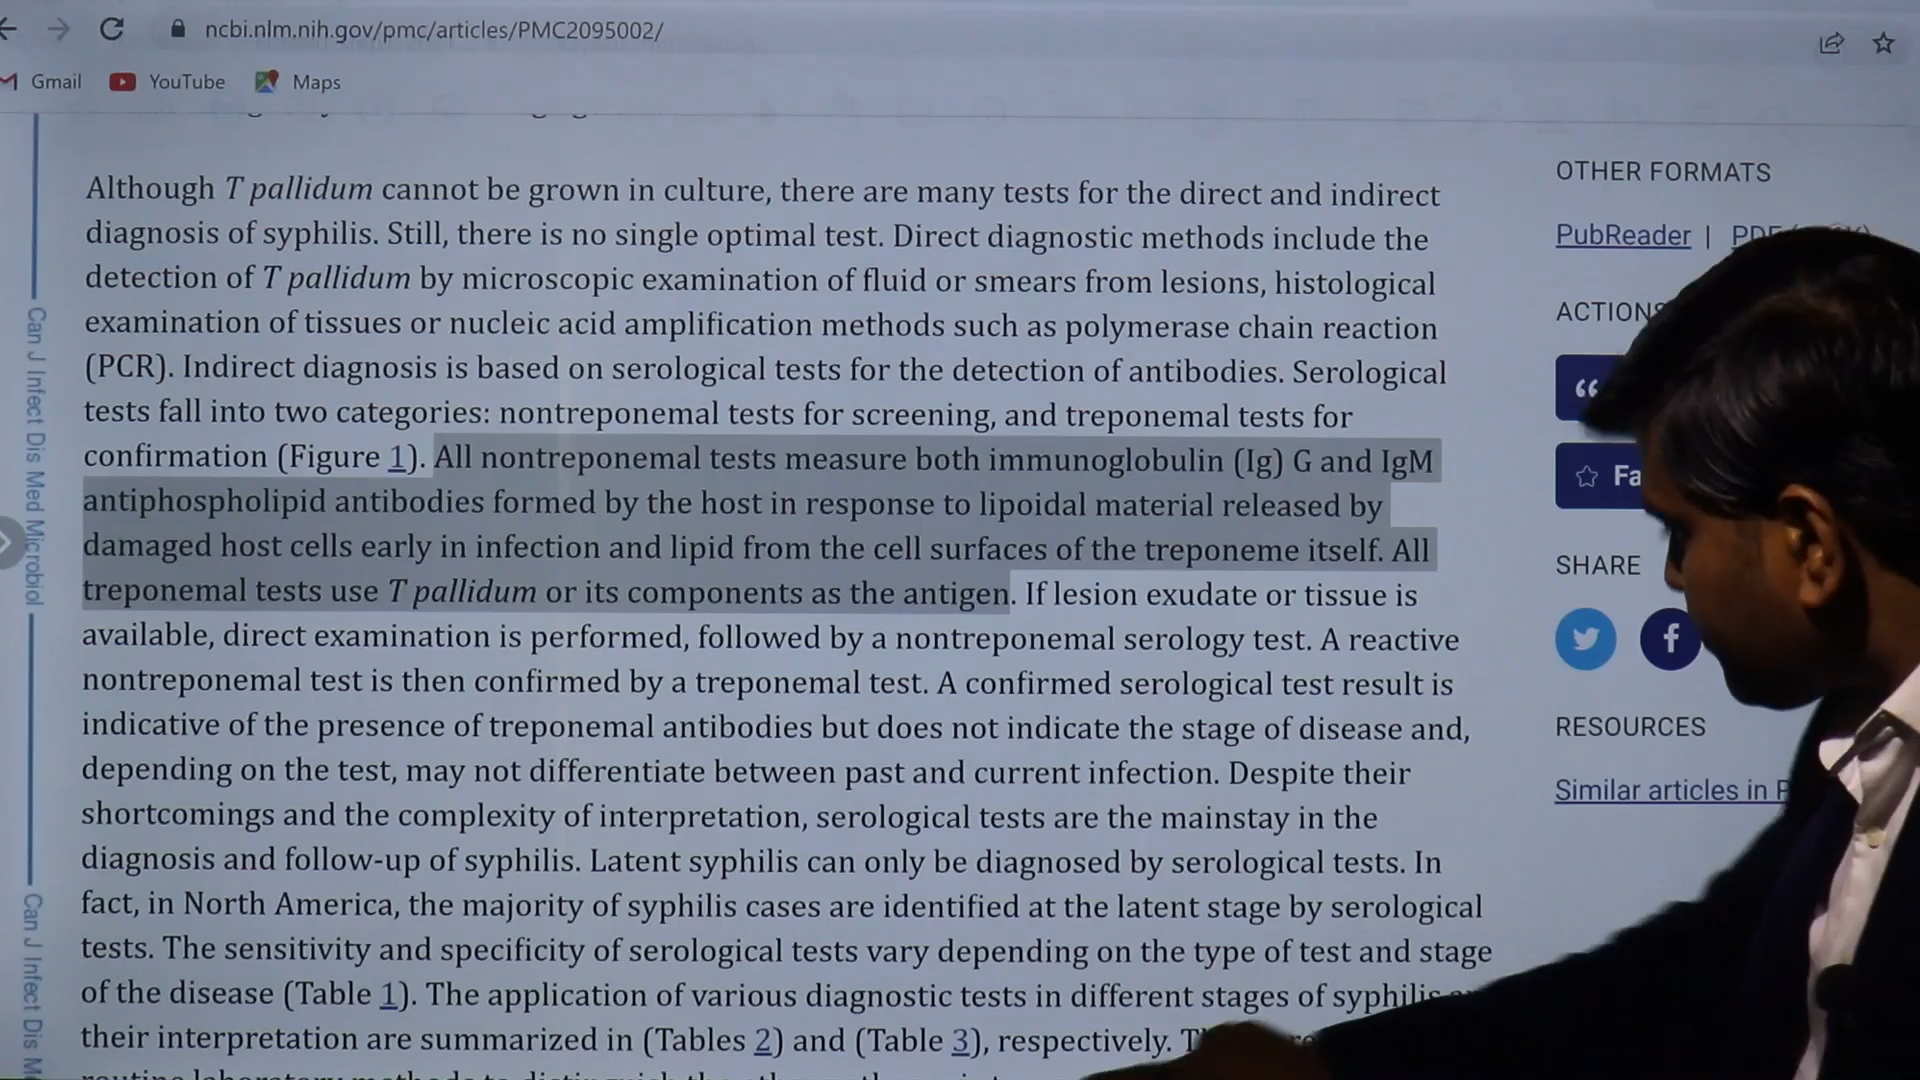 ncbi.nlm.nih.gov/pmc/articles/PMC2095002/
Gmail YouTube Maps
Although T pallidum cannot be grown in culture, there are many tests for the direct and indirect
diagnosis of syphilis. Still, there is no single optimal test. Direct diagnostic methods include the
detection of T pallidum by microscopic examination of fluid or smears from lesions, histological
examination of tissues or nucleic acid amplification methods such as polymerase chain reaction
(PCR). Indirect diagnosis is based on serological tests for the detection of antibodies. Serological
tests fall into two categories: nontreponemal tests for screening, and treponemal tests for
confirmation (Figure 1). All nontreponemal tests measure both immunoglobulin (Ig) G and IgM
antiphospholipid antibodies formed by the host in response to lipoidal material released by
damaged host cells early in infection and lipid from the cell surfaces of the treponeme itself. All
treponemal tests use T pallidum or its components as the antigen. If lesion exudate or tissue is
available, direct examination is performed, followed by a nontreponemal serology test. A reactive
nontreponemal test is then confirmed by a treponemal test. A confirmed serological test result is
indicative of the presence of treponemal antibodies but does not indicate the stage of disease and,
depending on the test, may not differentiate between past and current infection. Despite their
shortcomings and the complexity of interpretation, serological tests are the mainstay in the
diagnosis and follow-up of syphilis. Latent syphilis can only be diagnosed by serological tests. In
fact, in North America, the majority of syphilis cases are identified at the latent stage by serological
tests. The sensitivity and specificity of serological tests vary depending on the type of test and stage
of the disease (Table 1). The application of various diagnostic tests in different stages of syphilis
their interpretation are summarized in (Tables 2) and (Table 3), respectively.
Can J Infect Dis Med Microbiol
Can J Infect Dis M
OTHER FORMATS
PubReader | PDF
ACTIONS
Fa
SHARE
RESOURCES
Similar articles in P